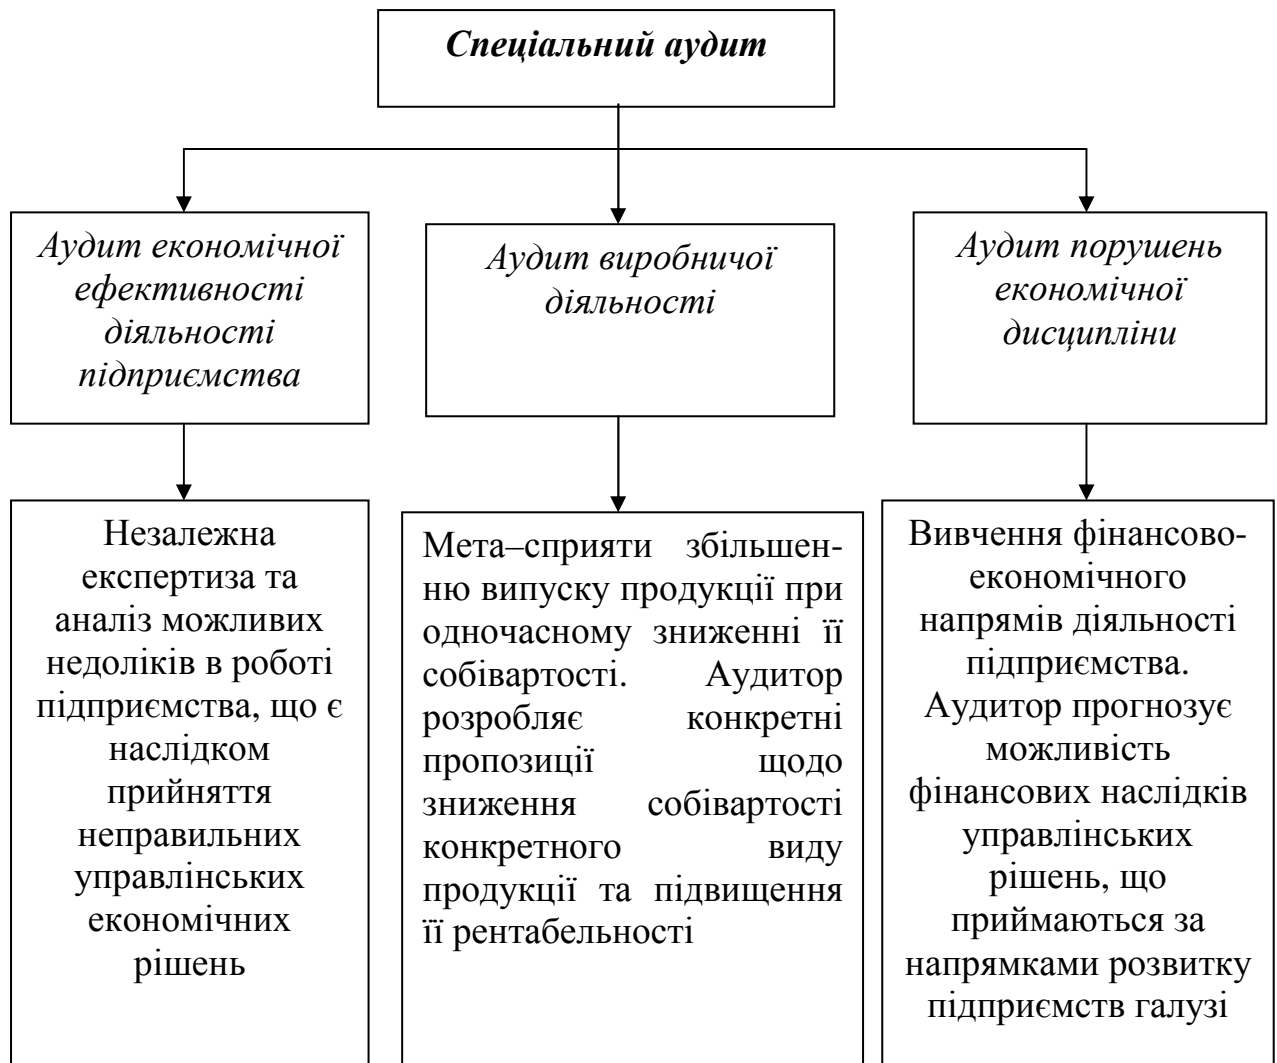 Спеціальний аудит
Аудит економічної
ефективності
діяльності
підприємства
Аудит виробничої
діяльності
Аудит порушень
економічної
дисципліни
Незалежна
експертиза та
аналіз можливих
недоліків в роботі
підприємства, що є
наслідком
прийняття
неправильних
управлінських
економічних
рішень
Мета–сприяти збільшен-
ню випуску продукції при
одночасному зниженні її
собівартості. Аудитор
розробляє конкретні
пропозиції щодо
зниження собівартості
конкретного виду
продукції та підвищення
її рентабельності
Вивчення фінансово-
економічного
напрямів діяльності
підприємства.
Аудитор прогнозує
можливість
фінансових наслідків
управлінських
рішень, що
приймаються за
напрямками розвитку
підприємств галузі